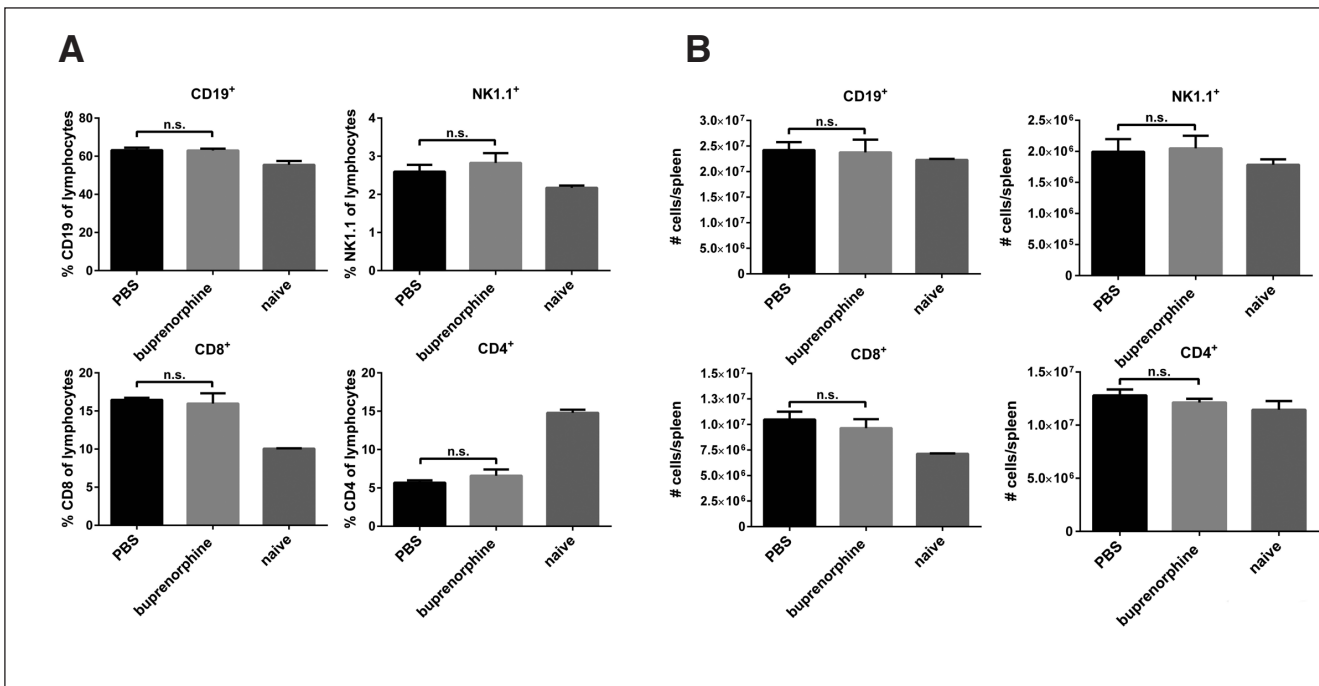 A
CD19⁺
% CD19 of lymphocytes
80
60
40
20
0
n.s.
PBS
buprenorphine
naive
NK1.1⁺
% NK1.1 of lymphocytes
4
3
2
1
0
n.s.
PBS
buprenorphine
naive
CD8⁺
% CD8 of lymphocytes
20
15
10
5
0
n.s.
PBS
buprenorphine
naive
CD4⁺
% CD4 of lymphocytes
20
15
10
5
0
n.s.
PBS
buprenorphine
naive
B
CD19⁺
# cells/spleen
3.0×10⁷
2.5×10⁷
2.0×10⁷
1.5×10⁷
1.0×10⁷
5.0×10⁶
0
n.s.
PBS
buprenorphine
naive
NK1.1⁺
# cells/spleen
2.5×10⁶
2.0×10⁶
1.5×10⁶
1.0×10⁶
5.0×10⁵
0
n.s.
PBS
buprenorphine
naive
CD8⁺
# cells/spleen
1.5×10⁷
1.3×10⁷
1.0×10⁷
7.5×10⁶
5.0×10⁶
2.5×10⁶
0
n.s.
PBS
buprenorphine
naive
CD4⁺
# cells/spleen
1.5×10⁷
1.0×10⁷
5.0×10⁶
0
n.s.
PBS
buprenorphine
naive